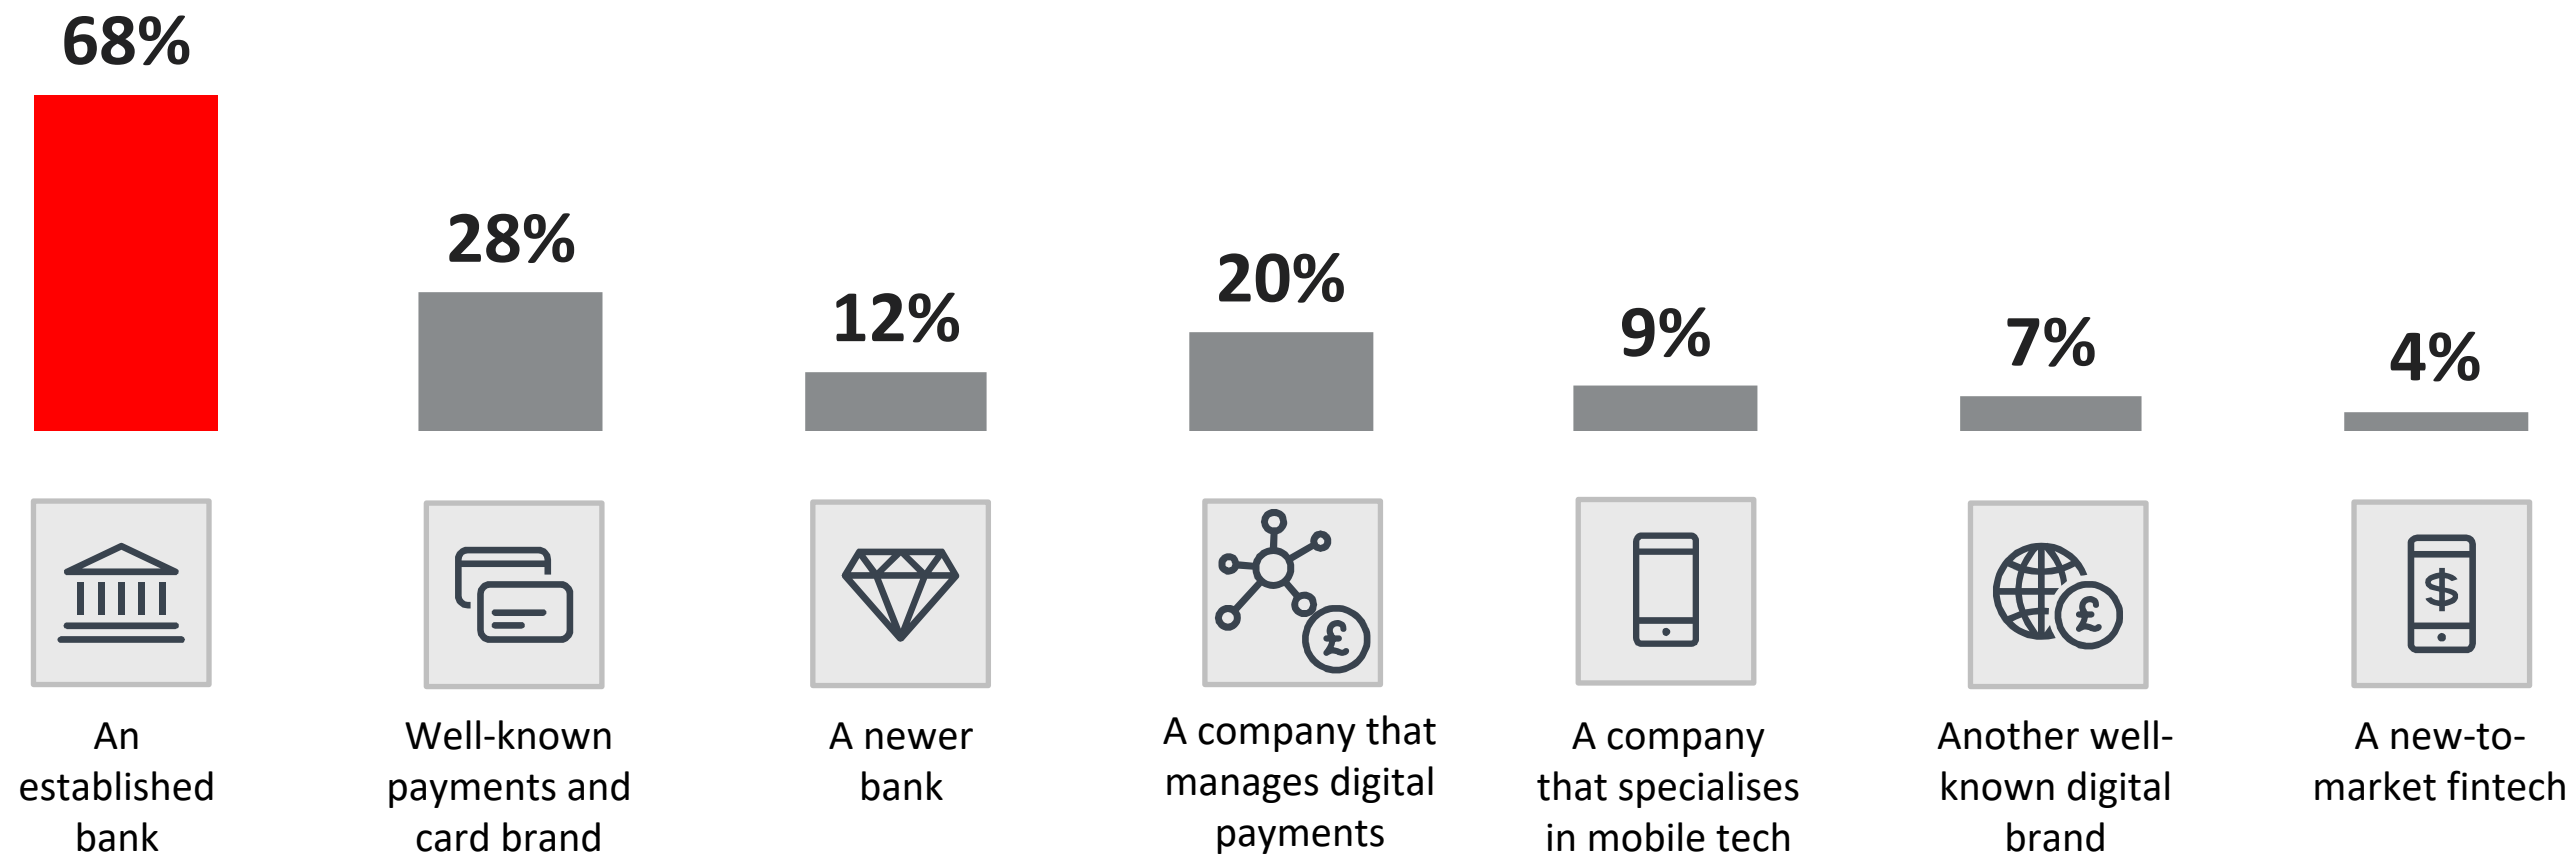 68%
28%
12%
20%
9%
7%
4%
£
£
$
An
established
bank
Well-known
payments and
card brand
A newer
bank
A company that
manages digital
payments
A company
that specialises
in mobile tech
Another well-
known digital
brand
A new-to-
market fintech